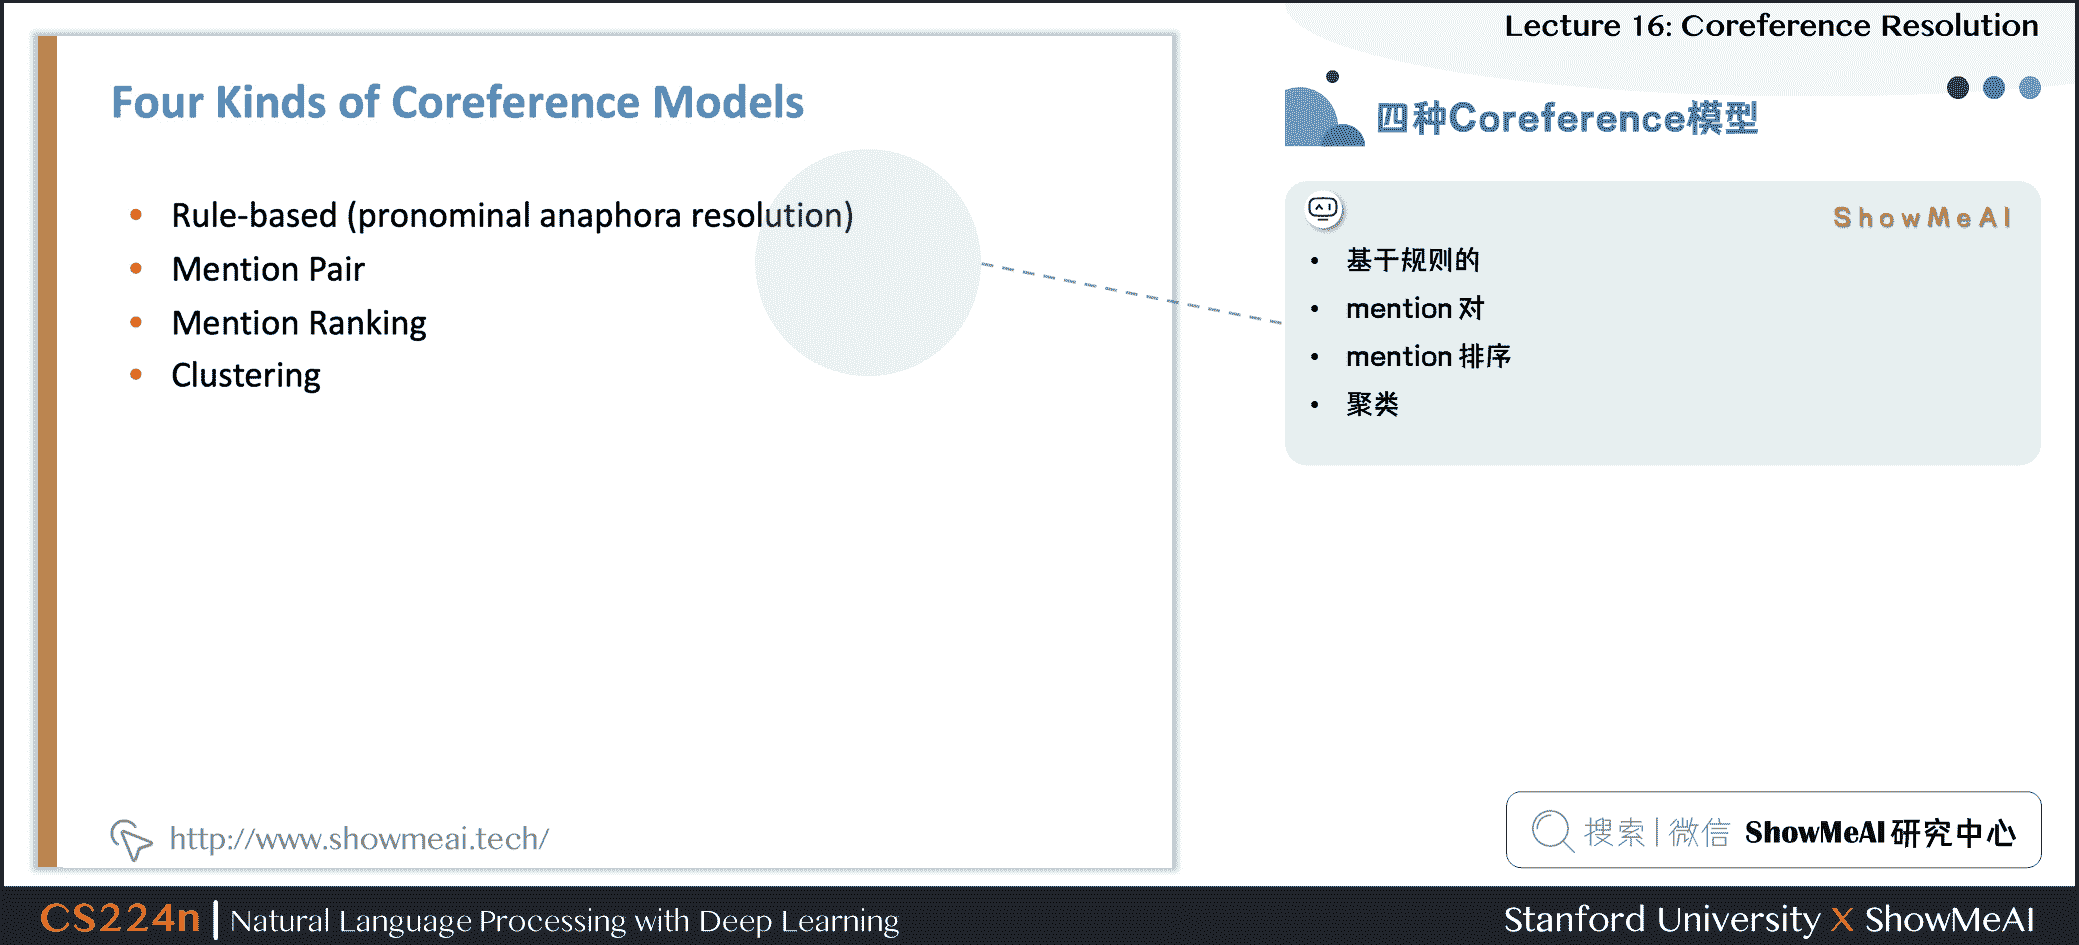 Lecture 16: Coreference Resolution
Four Kinds of Coreference Models
• Rule-based (pronominal anaphora resolution)
• Mention Pair
• Mention Ranking
• Clustering
http://www.showmeai.tech/
四种Coreference模型
ShowMeAI
• 基于规则的
• mention 对
• mention 排序
• 聚类
搜索 | 微信 ShowMeAI 研究中心
CS224n | Natural Language Processing with Deep Learning
Stanford University X ShowMeAI